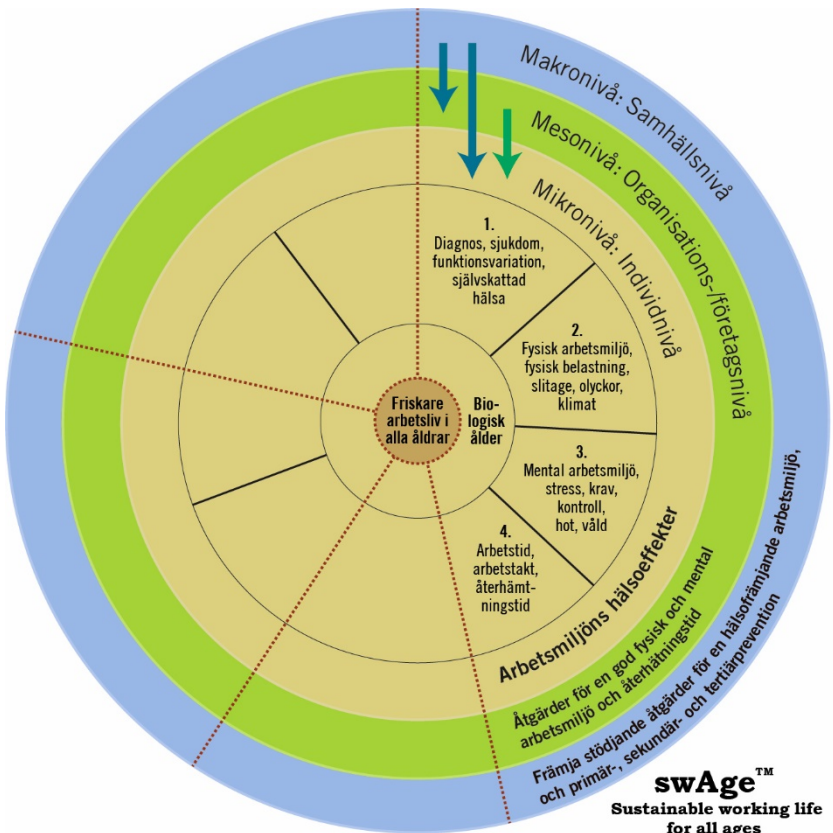 Makronivå: Samhällsnivå
Mesonivå: Organisations-/företagsnivå
Mikronivå: Individnivå
1.
Diagnos, sjukdom,
funktionsvariation,
självskattad
hälsa
2.
Fysisk arbetsmiljö,
fysisk belastning,
slitage, olyckor,
klimat
Friskare
arbetsliv i
alla åldrar
Bio-
logisk
ålder
3.
Mental arbetsmiljö,
stress, krav,
kontroll,
hot, våld
4.
Arbetstid,
arbetstakt,
återhämt-
ningstid
Arbetsmiljöns hälsoeffekter
Åtgärder för en god fysisk och mental
arbetsmiljö och återhätningstid
Främja stödjande åtgärder för en hälsofrämjande arbetsmiljö,
och primär-, sekundär- och tertiärprevention
swAge™
Sustainable working life
for all ages